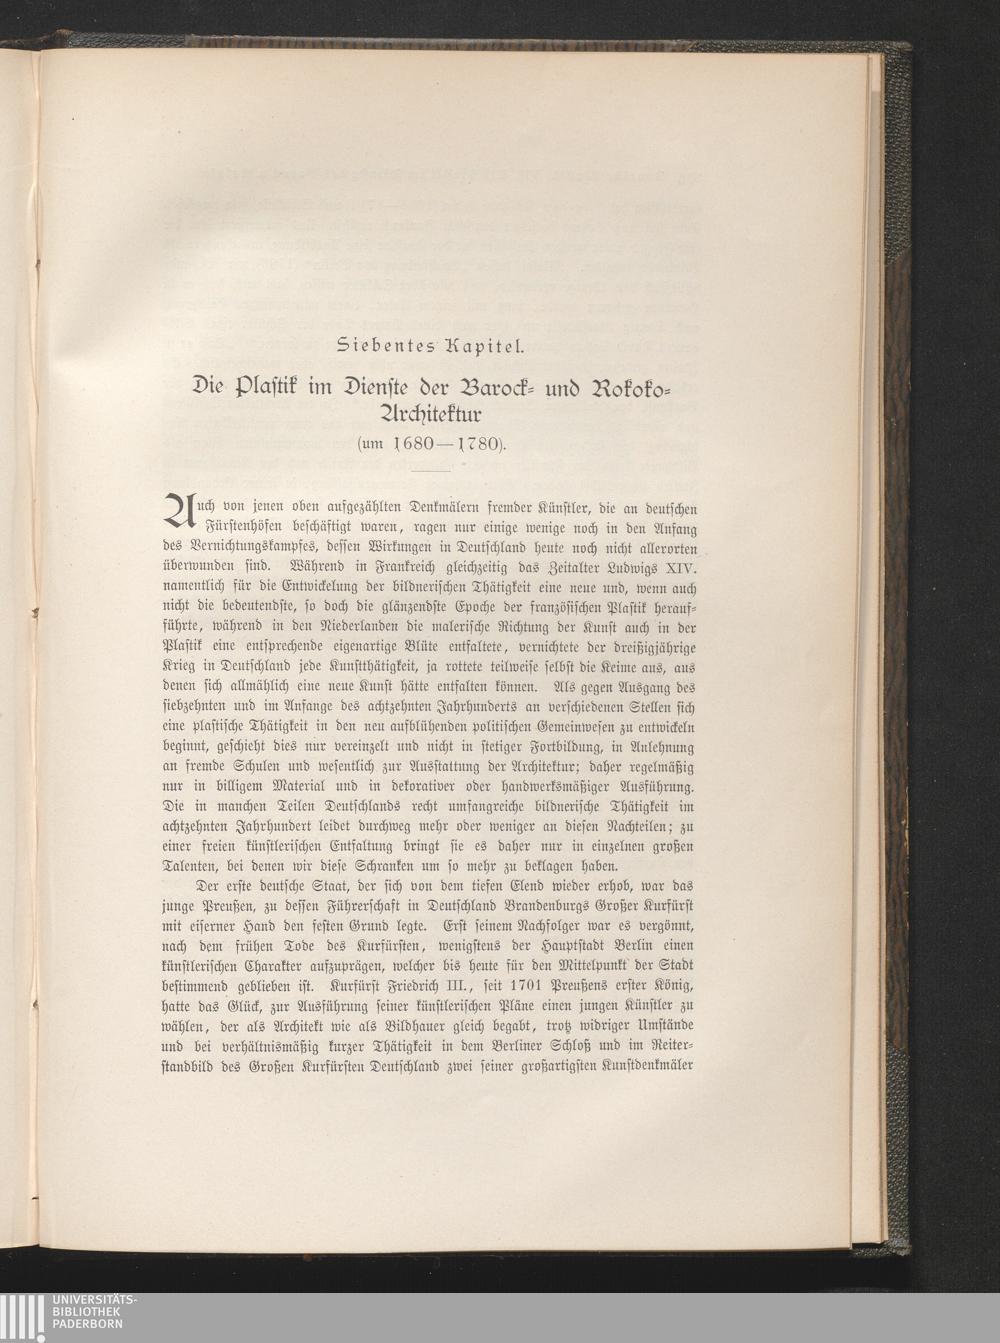 Siebentes Kapitel.
Die Plastik im Dienste der Barock- und Rokoko-
Architektur
(um 1680—1780).
Auch von jenen oben aufgezählten Denkmälern fremder Künstler, die an deutschen
Fürstenhöfen beschäftigt waren, ragen nur einige wenige noch in den Anfang
des Vernichtungskampfes, dessen Wirkungen in Deutschland heute noch nicht allerorten
überwunden sind. Während in Frankreich gleichzeitig das Zeitalter Ludwigs XIV.
namentlich für die Entwickelung der bildnerischen Thätigkeit eine neue und, wenn auch
nicht die bedeutendste, so doch die glänzendste Epoche der französischen Plastik herauf-
führte, während in den Niederlanden die malerische Richtung der Kunst auch in der
Plastik eine entsprechende eigenartige Blüte entfaltete, vernichtete der dreißigjährige
Krieg in Deutschland jede Kunstthätigkeit, ja rottete teilweise selbst die Keime aus, aus
denen sich allmählich eine neue Kunst hätte entfalten können. Als gegen Ausgang des
siebzehnten und im Anfange des achtzehnten Jahrhunderts an verschiedenen Stellen sich
eine plastische Thätigkeit in den neu aufblühenden politischen Gemeinwesen zu entwickeln
beginnt, geschieht dies nur vereinzelt und nicht in stetiger Fortbildung, in Anlehnung
an fremde Schulen und wesentlich zur Ausstattung der Architektur; daher regelmäßig
nur in billigem Material und in dekorativer oder handwerksmäßiger Ausführung.
Die in manchen Teilen Deutschlands recht umfangreiche bildnerische Thätigkeit im
achtzehnten Jahrhundert leidet durchweg mehr oder weniger an diesen Nachteilen; zu
einer freien künstlerischen Entfaltung bringt sie es daher nur in einzelnen großen
Talenten, bei denen wir diese Schranken um so mehr zu beklagen haben.
Der erste deutsche Staat, der sich von dem tiefen Elend wieder erhob, war das
junge Preußen, zu dessen Führerschaft in Deutschland Brandenburgs Großer Kurfürst
mit eiserner Hand den festen Grund legte. Erst seinem Nachfolger war es vergönnt,
nach dem frühen Tode des Kurfürsten, wenigstens der Hauptstadt Berlin einen
künstlerischen Charakter aufzuprägen, welcher bis heute für den Mittelpunkt der Stadt
bestimmend geblieben ist. Kurfürst Friedrich III., seit 1701 Preußens erster König,
hatte das Glück, zur Ausführung seiner künstlerischen Pläne einen jungen Künstler zu
wählen, der als Architekt wie als Bildhauer gleich begabt, trotz widriger Umstände
und bei verhältnismäßig kurzer Thätigkeit in dem Berliner Schloß und im Reiter-
standbild des Großen Kurfürsten Deutschland zwei seiner großartigsten Kunstdenkmäler
UNIVERSITÄTS-
BIBLIOTHEK
PADERBORN